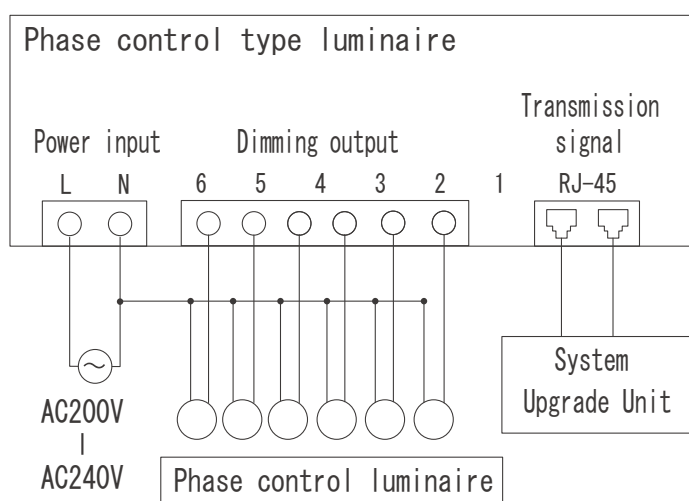 Phase control type luminaire
Transmission
signal
Power input
Dimming output
L N
6 5 4 3 2 1
RJ-45
System
Upgrade Unit
AC200V
|
AC240V
Phase control luminaire